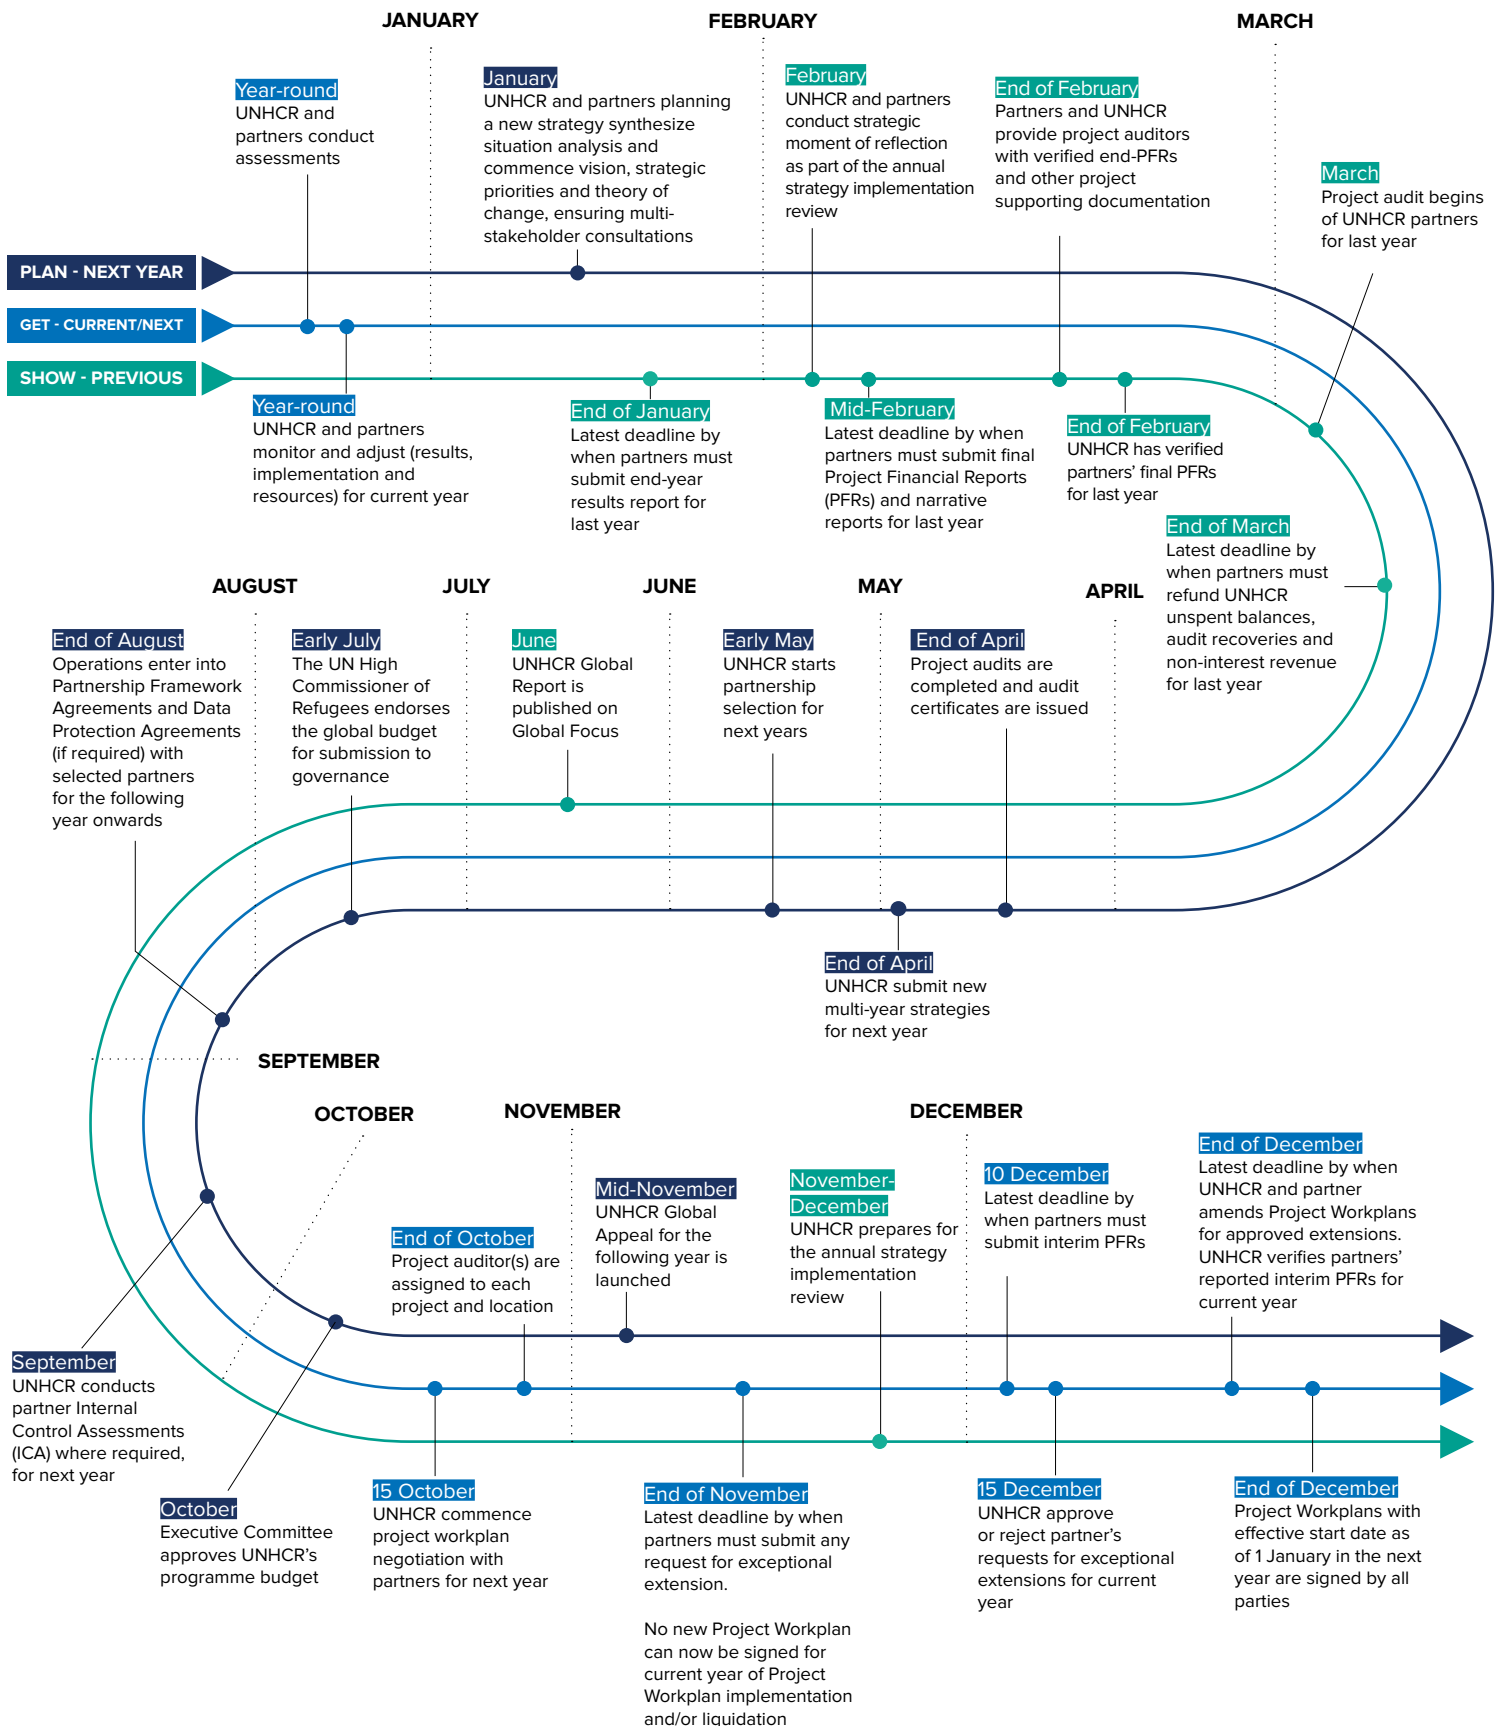 JANUARY
FEBRUARY
MARCH
Year-round
UNHCR and
partners conduct
assessments
January
UNHCR and partners planning
a new strategy synthesize
situation analysis and
commence vision, strategic
priorities and theory of
change, ensuring multi-
stakeholder consultations
February
UNHCR and partners
conduct strategic
moment of reflection
as part of the annual
strategy implementation
review
End of February
Partners and UNHCR
provide project auditors
with verified end-PFRs
and other project
supporting documentation
March
Project audit begins
of UNHCR partners
for last year
PLAN - NEXT YEAR
GET - CURRENT/NEXT
SHOW - PREVIOUS
Year-round
UNHCR and partners
monitor and adjust (results,
implementation and
resources) for current year
End of January
Latest deadline by
when partners must
submit end-year
results report for
last year
Mid-February
Latest deadline by when
partners must submit final
Project Financial Reports
(PFRs) and narrative
reports for last year
End of February
UNHCR has verified
partners' final PFRs
for last year
End of March
Latest deadline by
when partners must
refund UNHCR
unspent balances,
audit recoveries and
non-interest revenue
for last year
AUGUST
JULY
JUNE
MAY
APRIL
End of August
Operations enter into
Partnership Framework
Agreements and Data
Protection Agreements
(if required) with
selected partners
for the following
year onwards
Early July
The UN High
Commissioner of
Refugees endorses
the global budget
for submission to
governance
June
UNHCR Global
Report is
published on
Global Focus
Early May
UNHCR starts
partnership
selection for
next years
End of April
Project audits are
completed and audit
certificates are issued
End of April
UNHCR submit new
multi-year strategies
for next year
SEPTEMBER
OCTOBER
NOVEMBER
DECEMBER
End of October
Project auditor(s) are
assigned to each
project and location
Mid-November
UNHCR Global
Appeal for the
following year is
launched
November-
December
UNHCR prepares for
the annual strategy
implementation
review
10 December
Latest deadline by
when partners must
submit interim PFRs
End of December
Latest deadline by when
UNHCR and partner
amends Project Workplans
for approved extensions.
UNHCR verifies partners'
reported interim PFRs for
current year
September
UNHCR conducts
partner Internal
Control Assessments
(ICA) where required,
for next year
October
Executive Committee
approves UNHCR's
programme budget
15 October
UNHCR commence
project workplan
negotiation with
partners for next year
End of November
Latest deadline by when
partners must submit any
request for exceptional
extension.
No new Project Workplan
can now be signed for
current year of Project
Workplan implementation
and/or liquidation
15 December
UNHCR approve
or reject partner's
requests for exceptional
extensions for current
year
End of December
Project Workplans with
effective start date as
of 1 January in the next
year are signed by all
parties